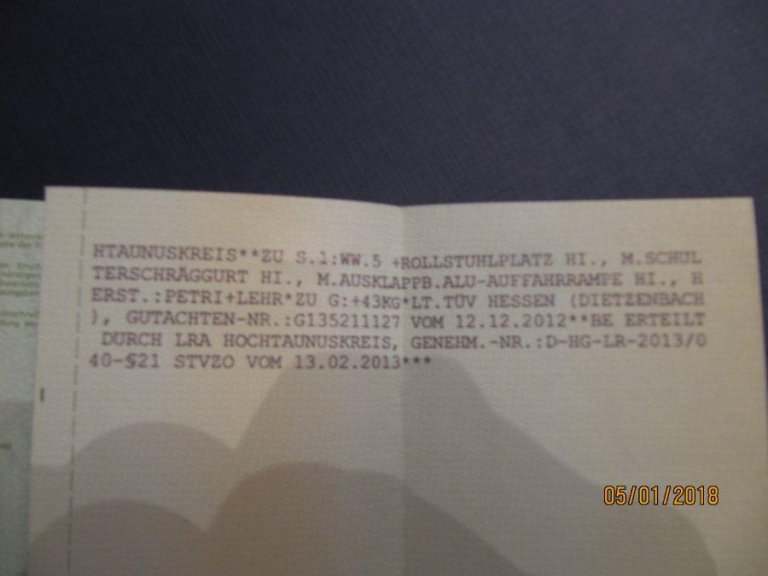 HTAUNUSKREIS**ZU S.1:WW.5 +ROLLSTUHLPLATZ HI., M.SCHUL
TERSCHRÄGGURT HI., M.AUSKLAPPB.ALU-AUFFAHRRAMPE HI., H
ERST.:PETRI+LEHR*ZU G:+43KG*LT.TÜV HESSEN (DIETZENBACH
), GUTACHTEN-NR.:G135211127 VOM 12.12.2012**BE ERTEILT
DURCH LRA HOCHTAUNUSKREIS, GENEHM.-NR.:D-HG-LR-2013/0
40-§21 STVZO VOM 13.02.2013***
05/01/2018